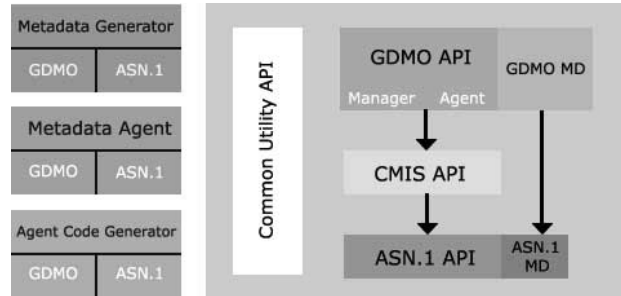 Metadata Generator
GDMO ASN.1
Metadata Agent
GDMO ASN.1
Agent Code Generator
GDMO ASN.1
Common Utility API
GDMO API
Manager Agent
GDMO MD
CMIS API
ASN.1 API
ASN.1
MD